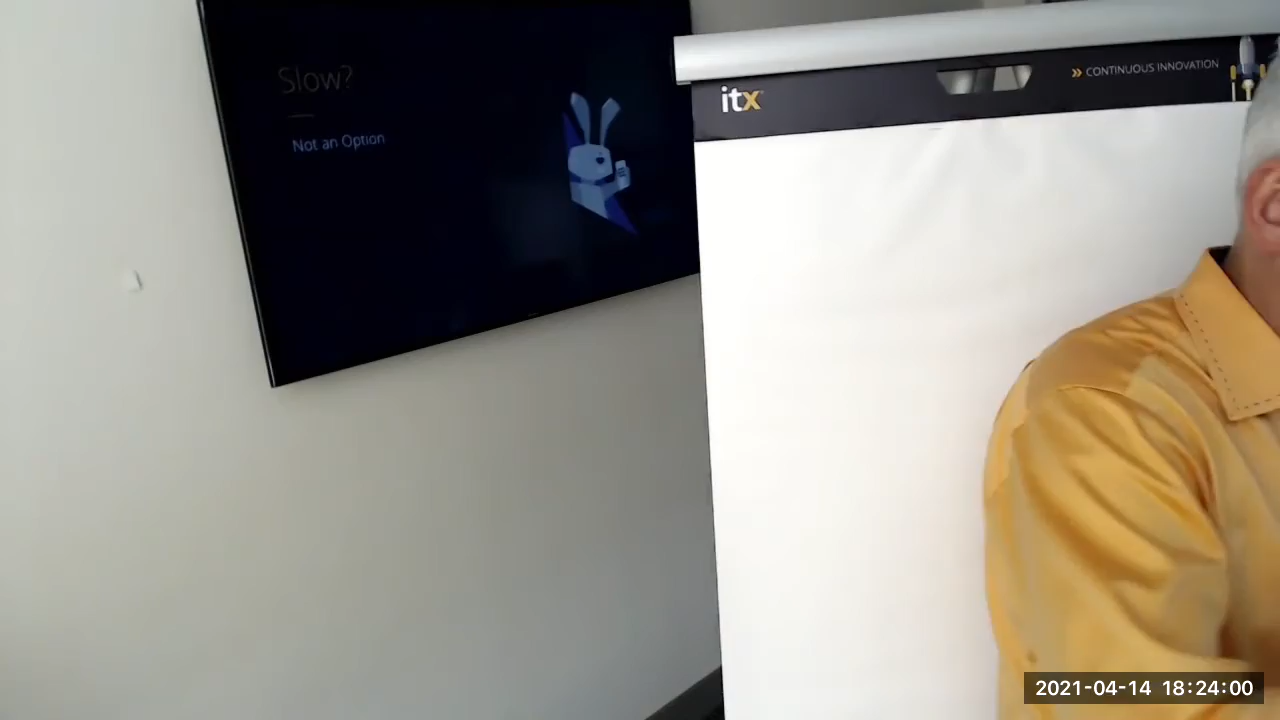 Slow?
Not an Option
itx
» CONTINUOUS INNOVATION
2021-04-14 18:24:00